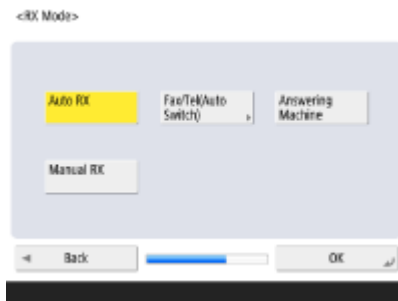 <RX Mode>
Auto RX
Fax/Tel(Auto
Switch)
Answering
Machine
Manual RX
Back
OK